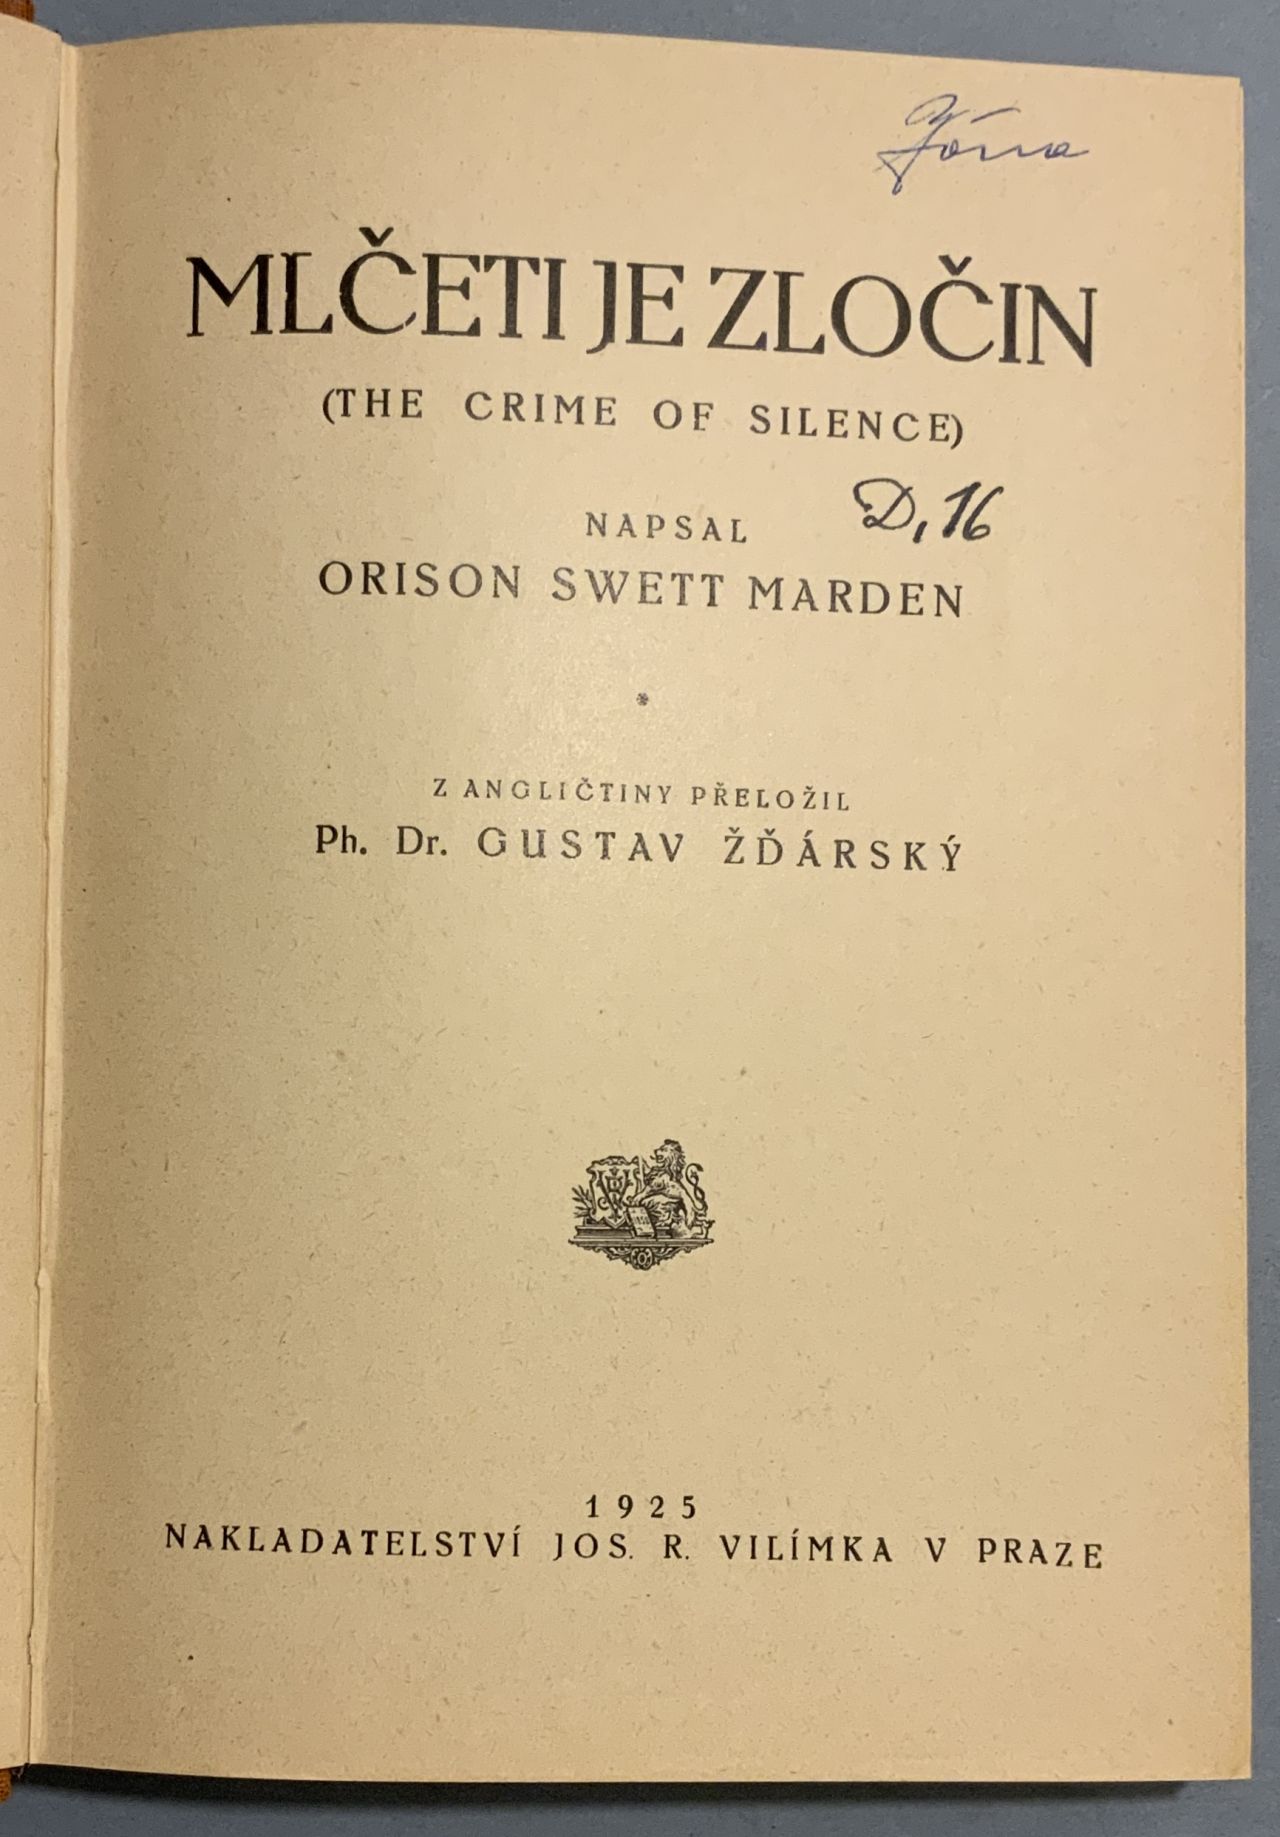 MLČETI JE ZLOČIN
(THE CRIME OF SILENCE)
D, 16
NAPSAL
ORISON SWETT MARDEN
*
Z ANGLIČTINY PŘELOŽIL
Ph. Dr. GUSTAV ŽĎÁRSKÝ
1925
NAKLADATELSTVÍ JOS. R. VILÍMKA V PRAZE